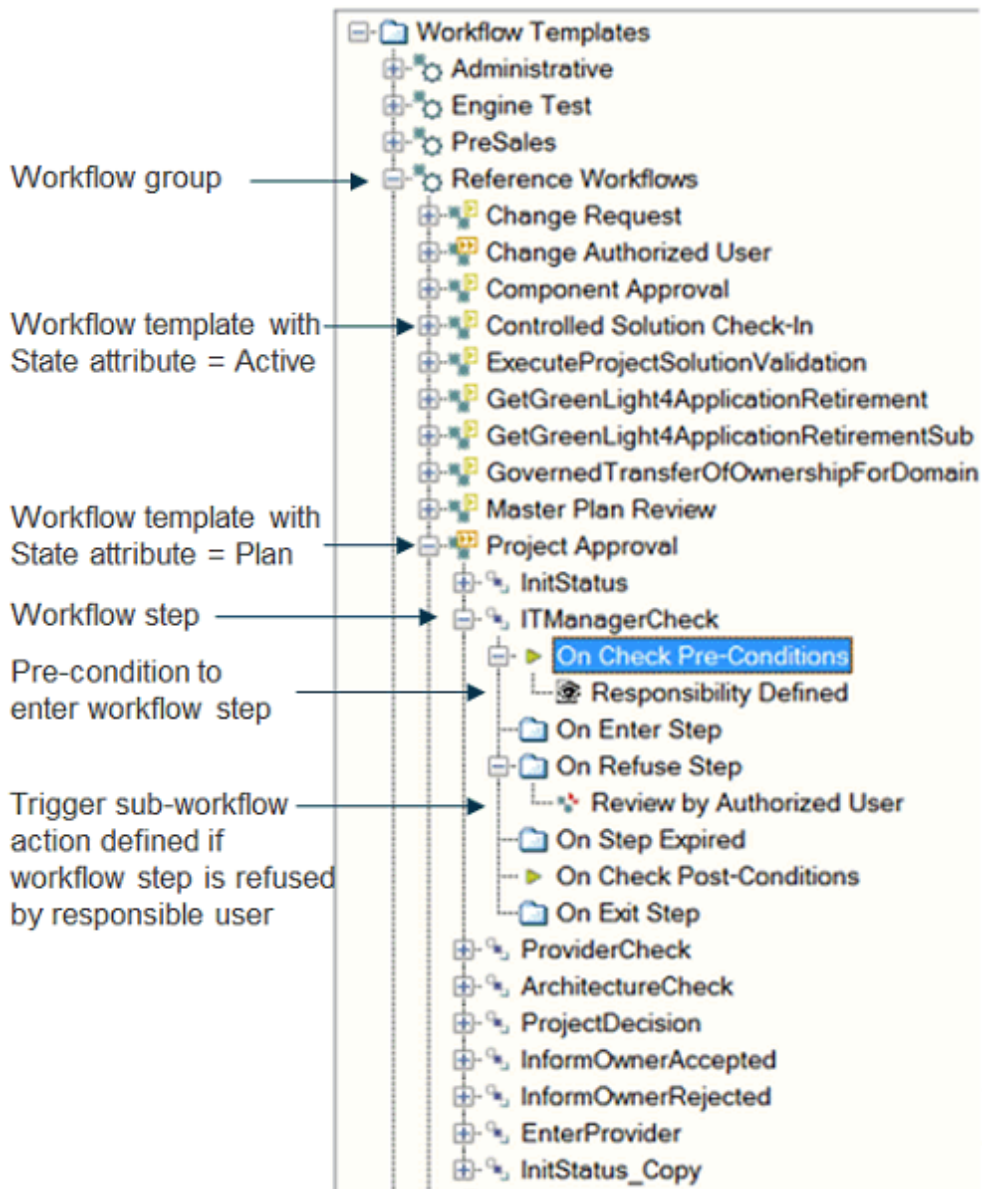 Workflow Templates
Administrative
Engine Test
PreSales
Workflow group
Reference Workflows
Change Request
Change Authorized User
Component Approval
Workflow template with
State attribute = Active
Controlled Solution Check-In
ExecuteProjectSolutionValidation
GetGreenLight4ApplicationRetirement
GetGreenLight4ApplicationRetirementSub
GovernedTransferOfOwnershipForDomain
Master Plan Review
Workflow template with
State attribute = Plan
Project Approval
InitStatus
Workflow step
ITManagerCheck
On Check Pre-Conditions
Pre-condition to
enter workflow step
Responsibility Defined
On Enter Step
On Refuse Step
Trigger sub-workflow
action defined if
workflow step is refused
by responsible user
Review by Authorized User
On Step Expired
On Check Post-Conditions
On Exit Step
ProviderCheck
ArchitectureCheck
ProjectDecision
InformOwnerAccepted
InformOwnerRejected
EnterProvider
InitStatus_Copy